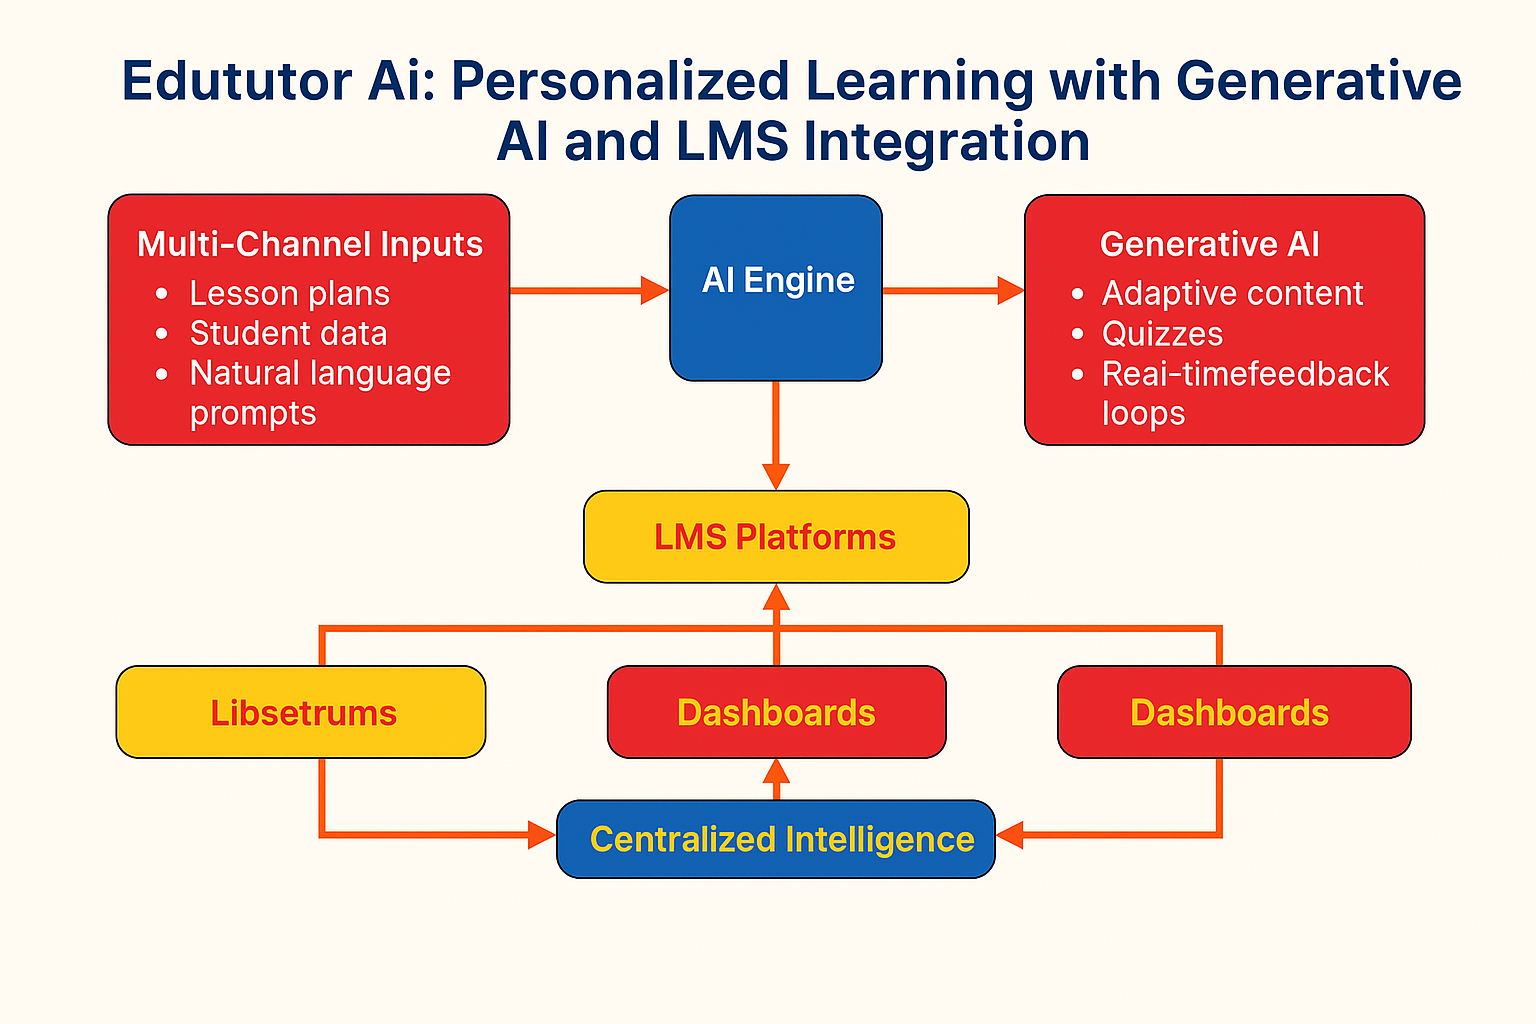 Edututor Ai: Personalized Learning with Generative
AI and LMS Integration
Multi-Channel Inputs
• Lesson plans
• Student data
• Natural language
prompts
AI Engine
Generative AI
• Adaptive content
• Quizzes
• Reai-timefeedback
loops
LMS Platforms
Libsetrums
Dashboards
Dashboards
Centralized Intelligence